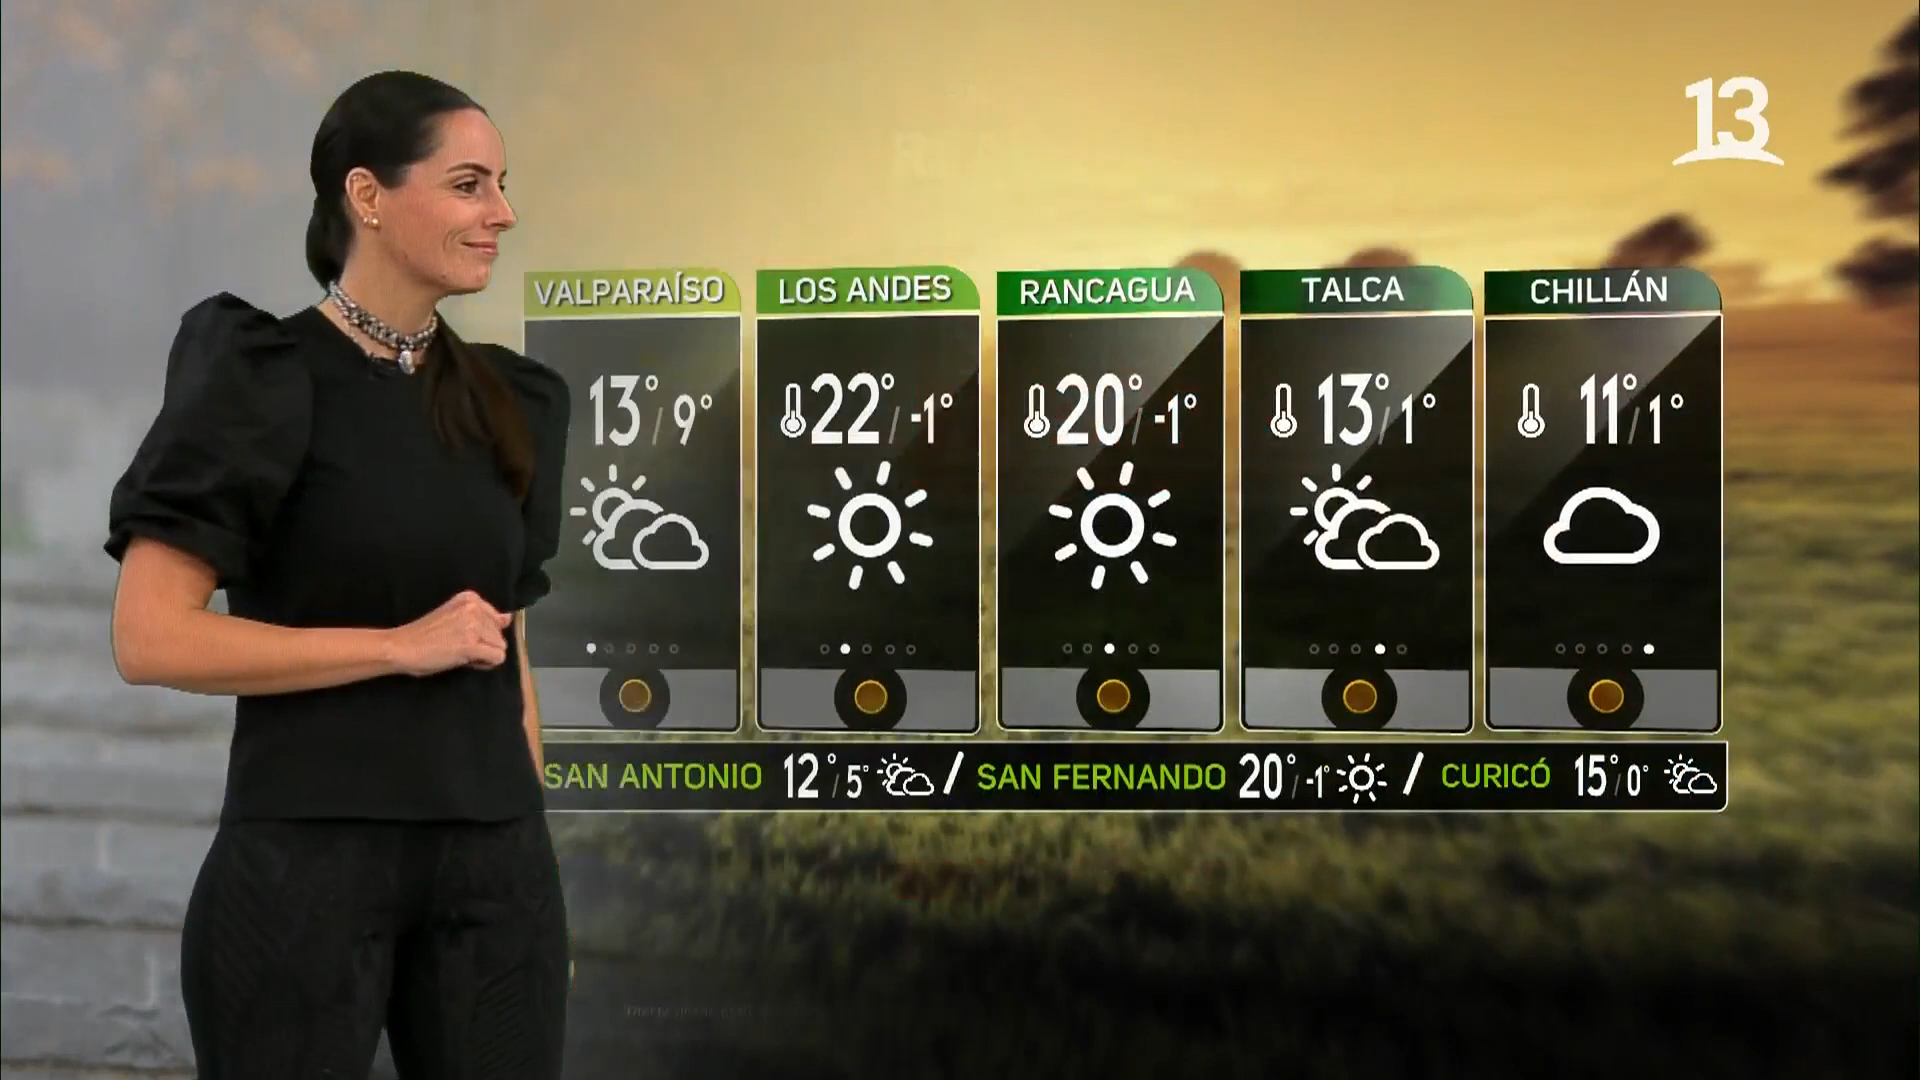 13
VALPARAÍSO
13°/9°
LOS ANDES
22°/-1°
RANCAGUA
20°/-1°
TALCA
13°/1°
CHILLÁN
11°/1°
SAN ANTONIO 12°/5° / SAN FERNANDO 20°/-1° / CURICÓ 15°/0°